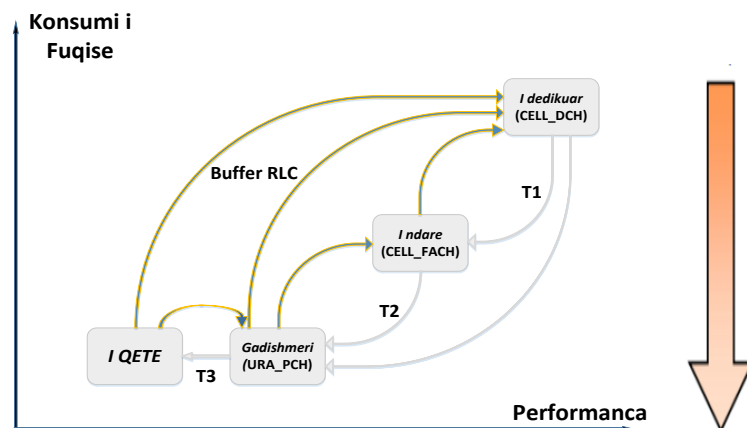 Konsumi i
Fuqise
I dedikuar
(CELL_DCH)
Buffer RLC
T1
I ndare
(CELL_FACH)
T2
I QETE
Gadishmeri
(URA_PCH)
T3
Performanca